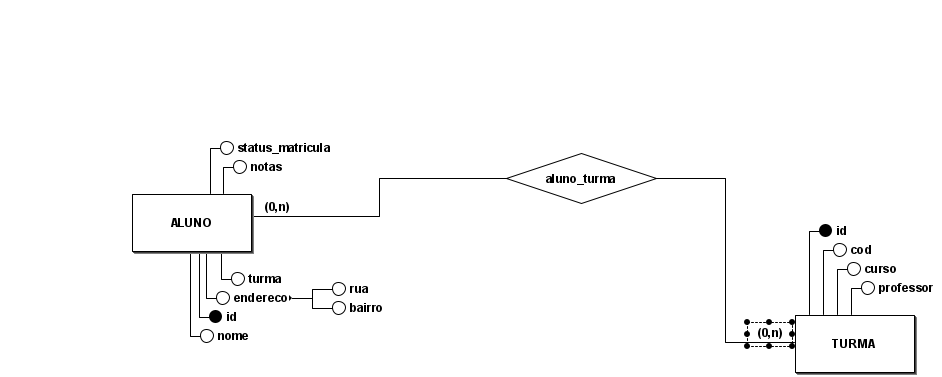 status_matricula
notas
aluno_turma
(0,n)
ALUNO
id
cod
curso
professor
turma
endereco
rua
bairro
id
nome
(0,n)
TURMA